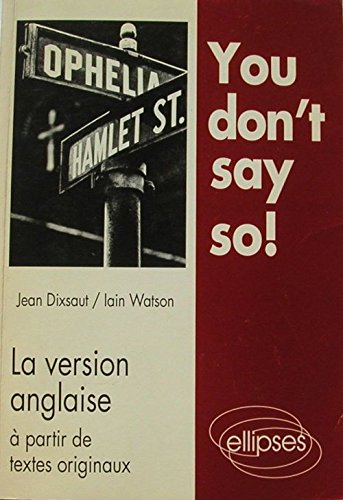 OPHELIA
HAMLET ST.
You
don't
say
so!
Jean Dixsaut / Iain Watson
La version
anglaise
à partir de
textes originaux
ellipses